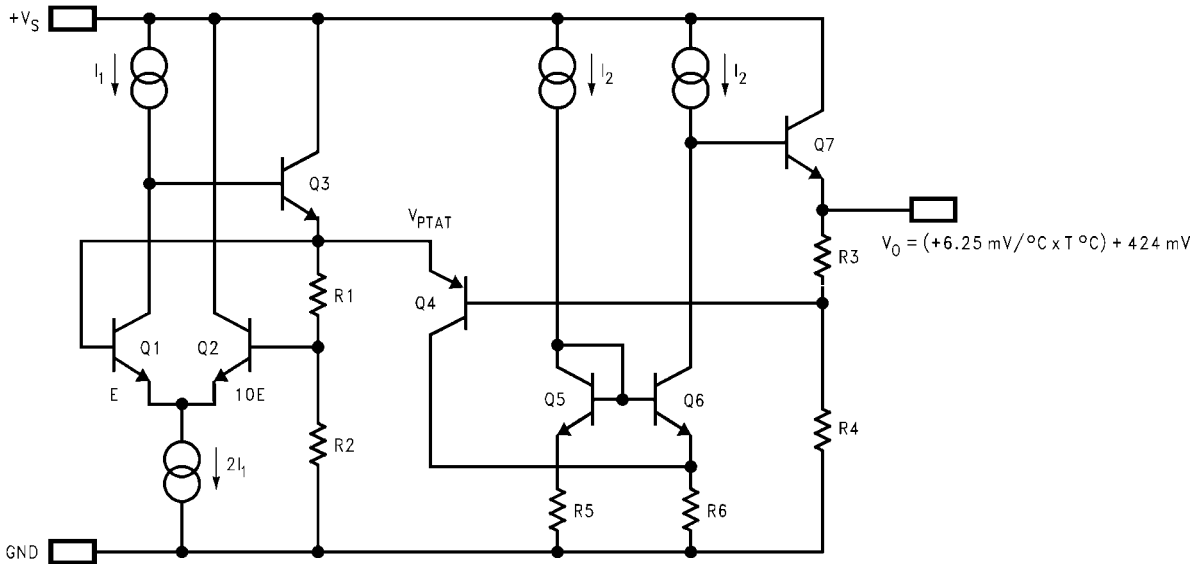 +VS
I1
I2
I2
Q7
Q3
VPTAT
VO = (+6.25 mV/°C x T °C) + 424 mV
R3
R1
Q4
Q1
Q2
E
10E
Q5
Q6
R4
R2
2I1
R5
R6
GND